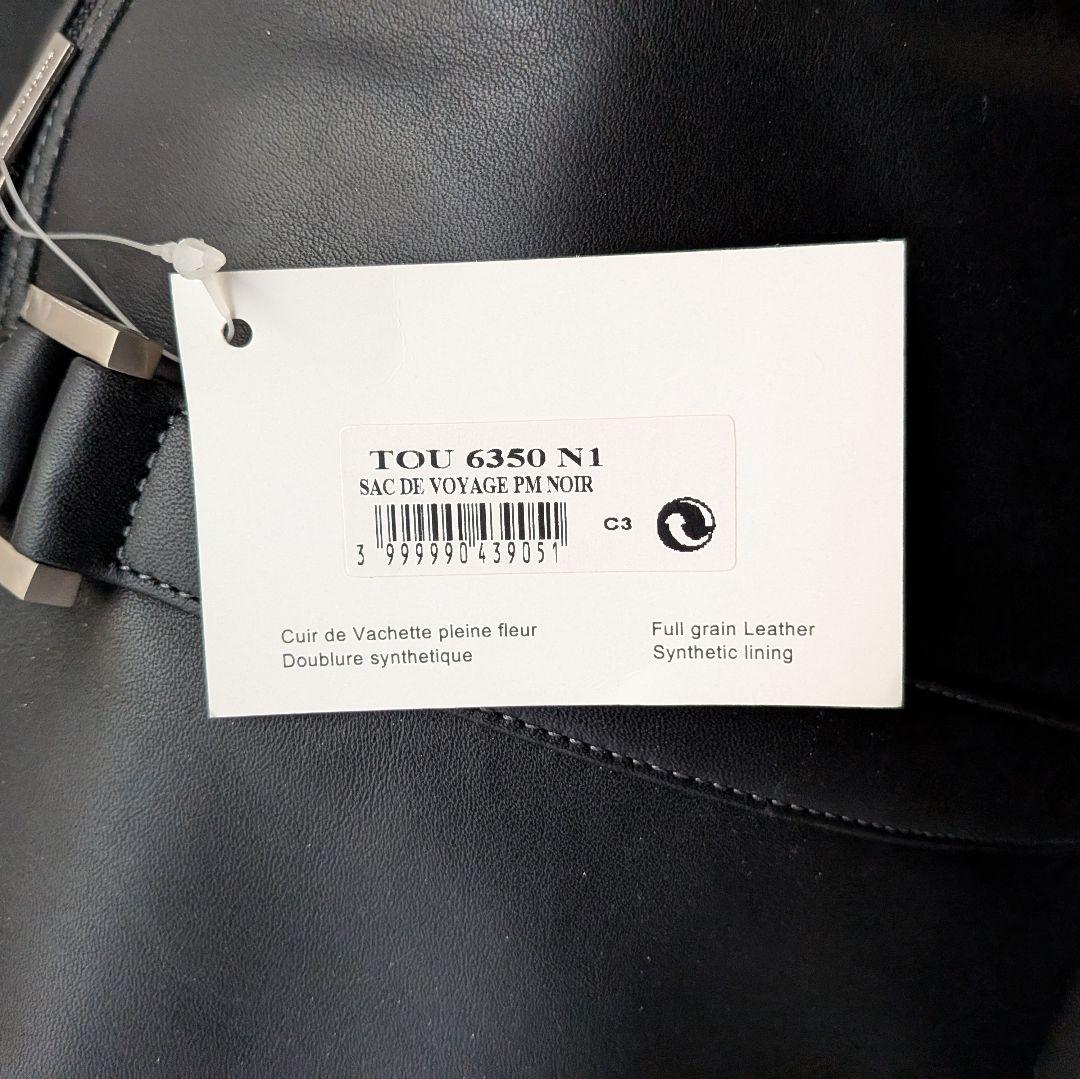 TOU 6350 N1
SAC DE VOYAGE PM NOIR
C3
3 999990 439051
Cuir de Vachette pleine fleur
Doublure synthetique
Full grain Leather
Synthetic lining